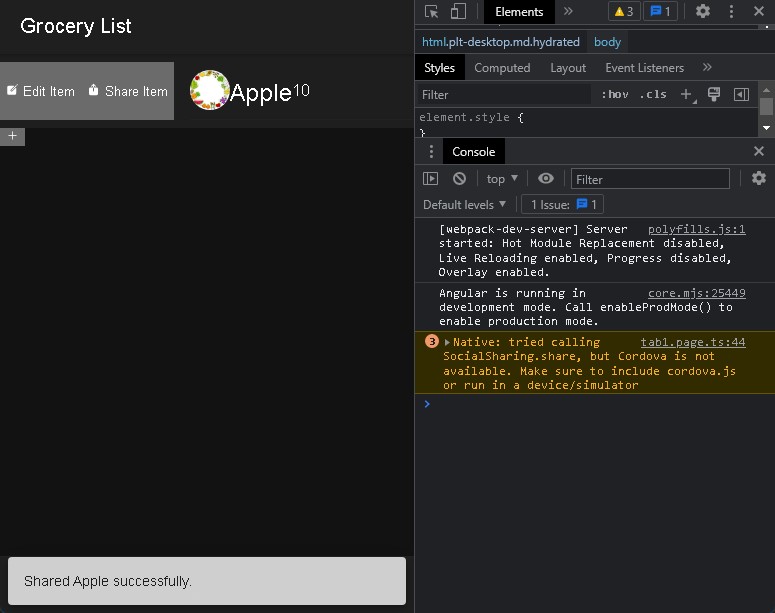 Grocery List
Edit Item Share Item Apple 10
+
Elements » 3 1
html.plt-desktop.md.hydrated body
Styles Computed Layout Event Listeners »
Filter :hov .cls +
element.style {
}
Console
top Filter
Default levels 1 Issue: 1
[webpack-dev-server] Server polyfills.js:1
started: Hot Module Replacement disabled,
Live Reloading enabled, Progress disabled,
Overlay enabled.
Angular is running in core.mjs:25449
development mode. Call enableProdMode() to
enable production mode.
3 Native: tried calling tab1.page.ts:44
SocialSharing.share, but Cordova is not
available. Make sure to include cordova.js
or run in a device/simulator
>
Shared Apple successfully.